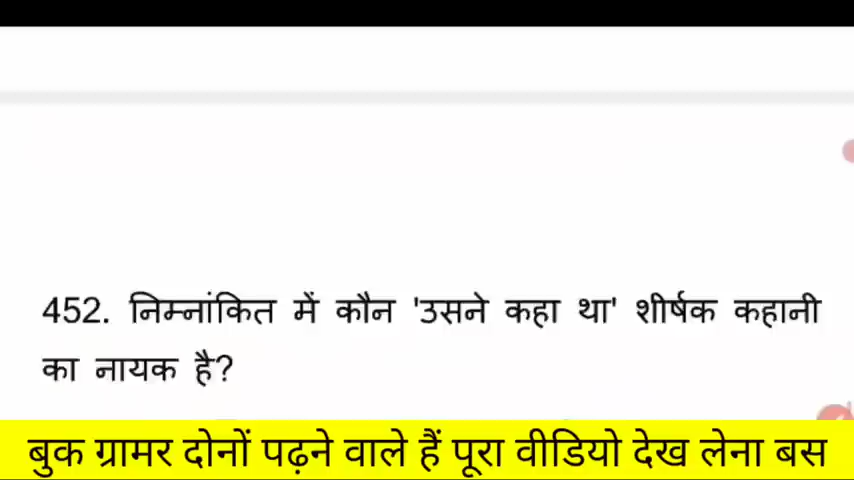 452. निम्नांकित में कौन 'उसने कहा था' शीर्षक कहानी
का नायक है?
बुक ग्रामर दोनों पढ़ने वाले हैं पूरा वीडियो देख लेना बस